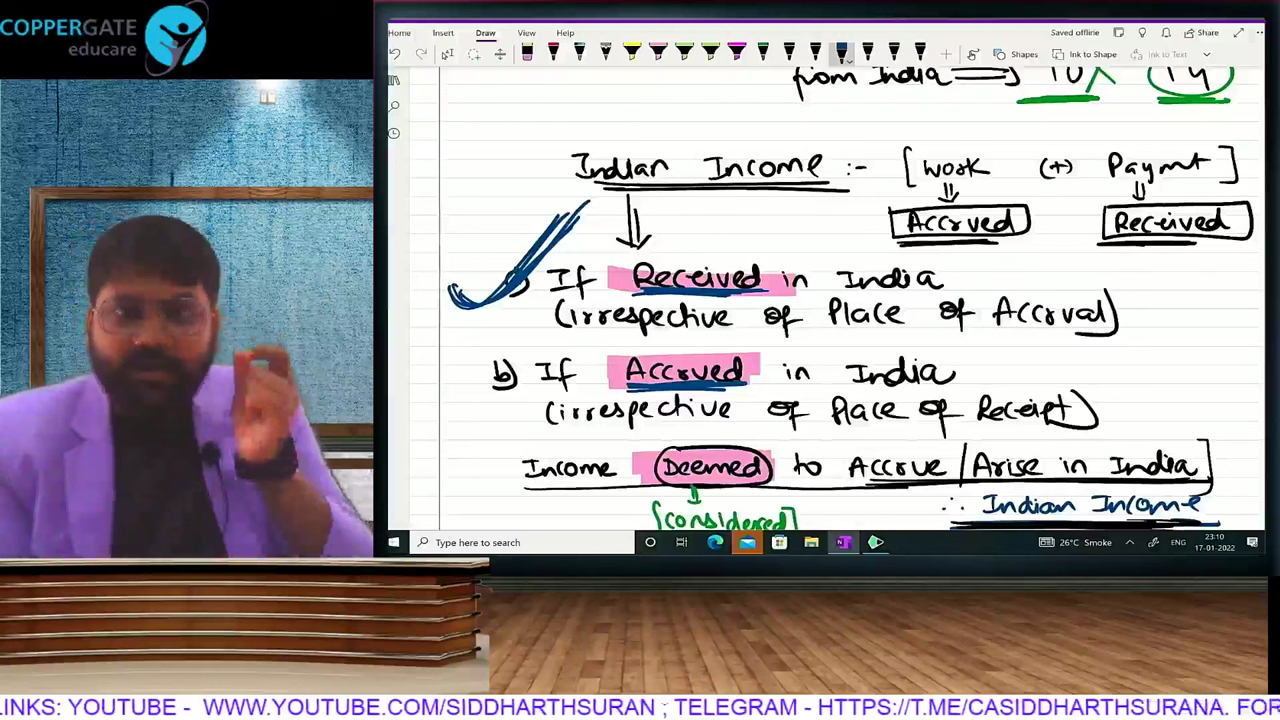 COPPERGATE
educare
Home Insert Draw View Help Saved offline Share
Shapes Ink to Shape Ink to Text
from India
Indian Income :- [Work (+) Paymt]
Accrued Received
If Received in India
(irrespective of Place of Accrual)
b) If Accrued in India
(irrespective of Place of Receipt)
Income Deemed to Accrue/Arise in India]
[considered] ∴ Indian Income
Type here to search 26°C Smoke ENG 23:10
17-01-2022
LINKS: YOUTUBE - WWW.YOUTUBE.COM/SIDDHARTHSURAN ; TELEGRAM - HTTPS://T.ME/CASIDDHARTHSURANA. FOR